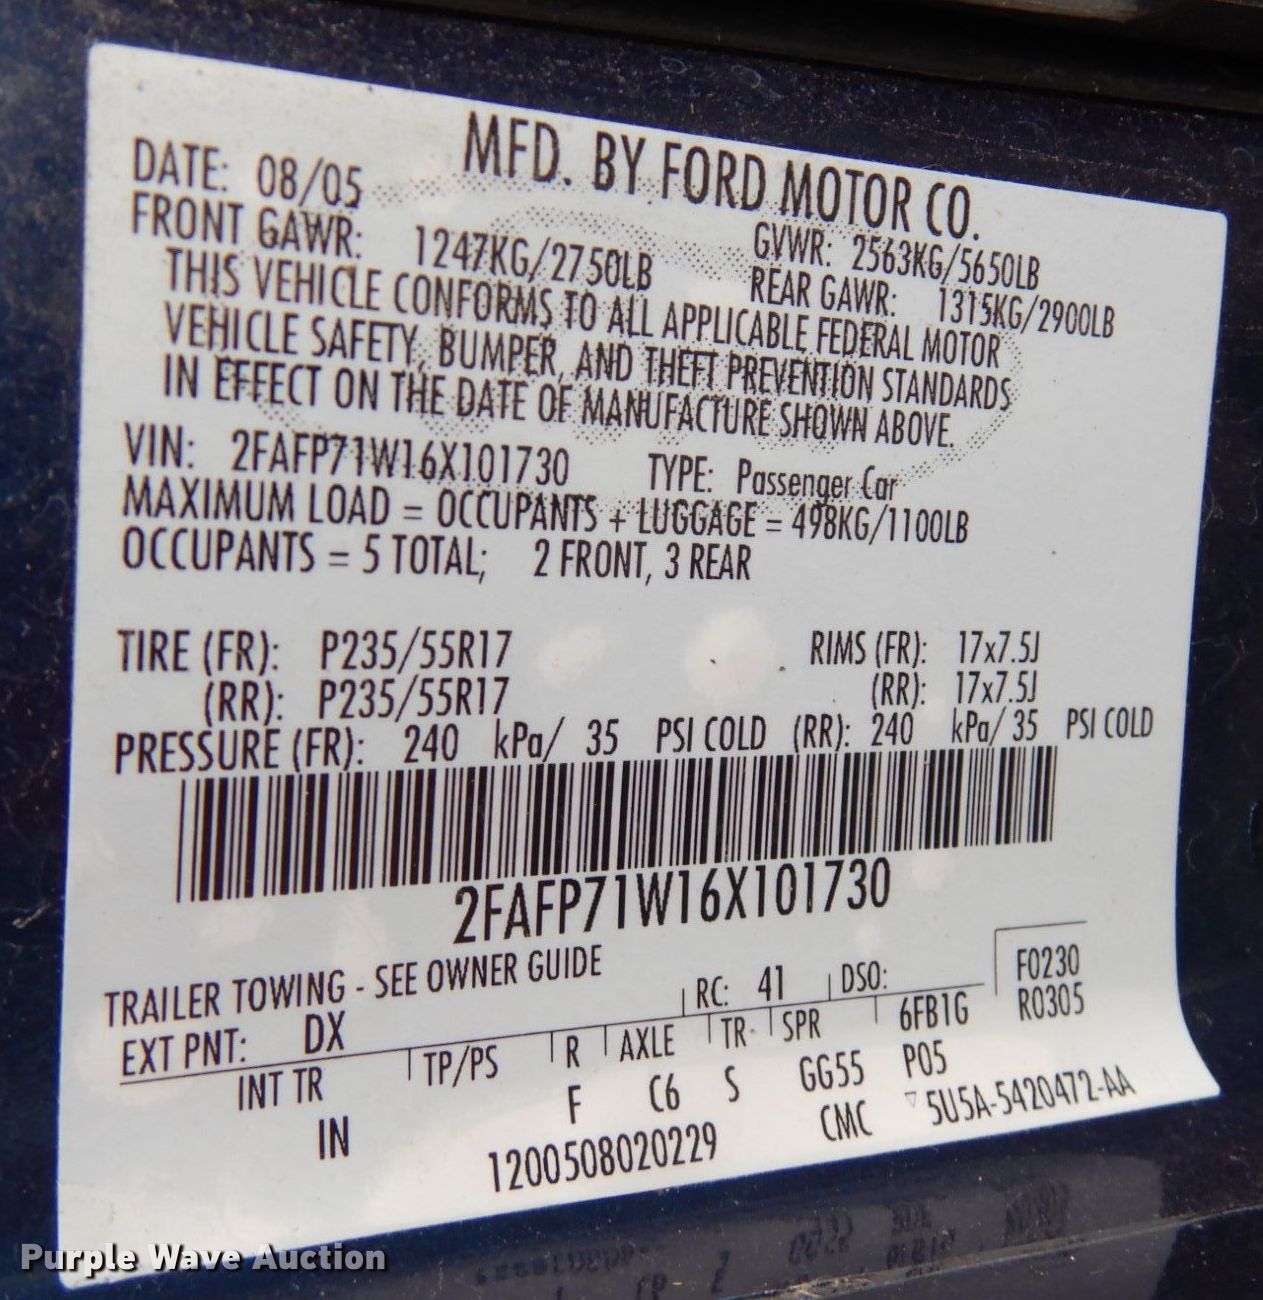 MFD. BY FORD MOTOR CO.
DATE: 08/05
GVWR: 2563KG/5650LB
FRONT GAWR: 1247KG/2750LB
REAR GAWR: 1315KG/2900LB
THIS VEHICLE CONFORMS TO ALL APPLICABLE FEDERAL MOTOR
VEHICLE SAFETY, BUMPER, AND THEFT PREVENTION STANDARDS
IN EFFECT ON THE DATE OF MANUFACTURE SHOWN ABOVE.
VIN: 2FAFP71W16X101730 TYPE: Passenger Car
MAXIMUM LOAD = OCCUPANTS + LUGGAGE = 498KG/1100LB
OCCUPANTS = 5 TOTAL; 2 FRONT, 3 REAR
TIRE (FR): P235/55R17 RIMS (FR): 17x7.5J
(RR): P235/55R17 (RR): 17x7.5J
PRESSURE (FR): 240 kPa/ 35 PSI COLD (RR): 240 kPa/ 35 PSI COLD
2FAFP71W16X101730
TRAILER TOWING - SEE OWNER GUIDE
EXT PNT: DX RC: 41 DSO: F0230
R0305
INT TR TP/PS R AXLE TR SPR 6FB1G
IN F C6 S GG55 P05
1200508020229 CMC ▽5U5A-5420472-AA
Purple Wave Auction